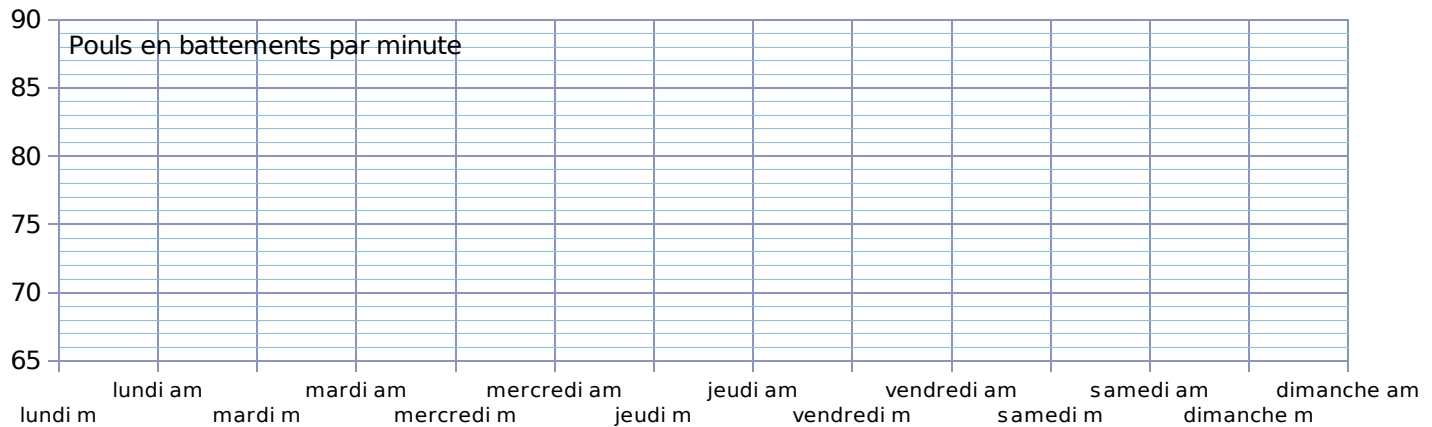 90
Pouls en battements par minute
85
80
75
70
65
lundi am mardi am mercredi am jeudi am vendredi am samedi am dimanche am
lundi m mardi m mercredi m jeudi m vendredi m samedi m dimanche m